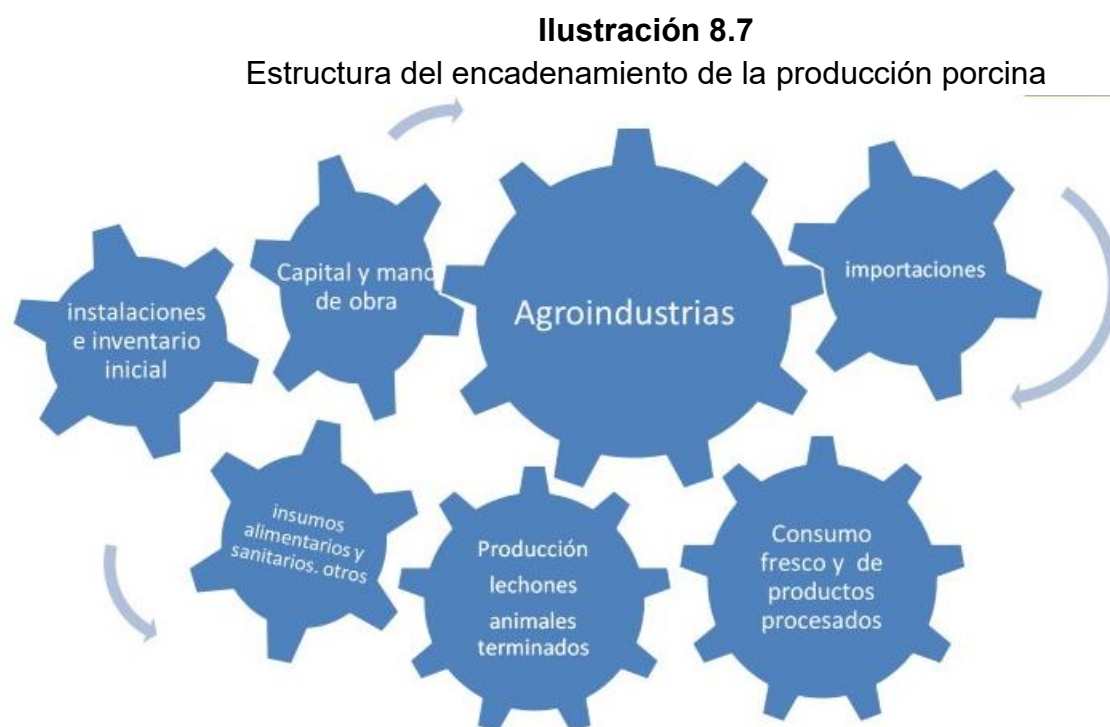 Ilustración 8.7
Estructura del encadenamiento de la producción porcina
instalaciones
e inventario
inicial
Capital y mano
de obra
Agroindustrias
importaciones
insumos
alimentarios y
sanitarios. otros
Producción
lechones
animales
terminados
Consumo
fresco y de
productos
procesados